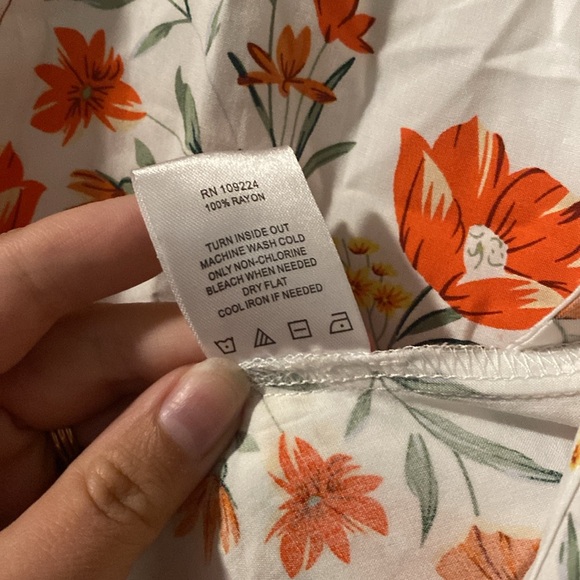 RN 109224
100% RAYON
TURN INSIDE OUT
MACHINE WASH COLD
ONLY NON-CHLORINE
BLEACH WHEN NEEDED
DRY FLAT
COOL IRON IF NEEDED